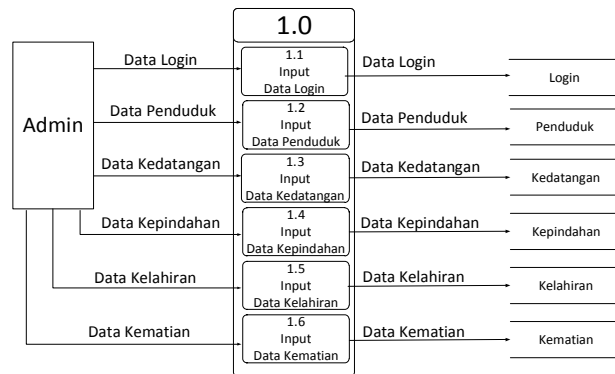 1.0
Admin
Data Login
1.1
Input
Data Login
Data Login
Login
Data Penduduk
1.2
Input
Data Penduduk
Data Penduduk
Penduduk
Data Kedatangan
1.3
Input
Data Kedatangan
Data Kedatangan
Kedatangan
Data Kepindahan
1.4
Input
Data Kepindahan
Data Kepindahan
Kepindahan
Data Kelahiran
1.5
Input
Data Kelahiran
Data Kelahiran
Kelahiran
Data Kematian
1.6
Input
Data Kematian
Data Kematian
Kematian